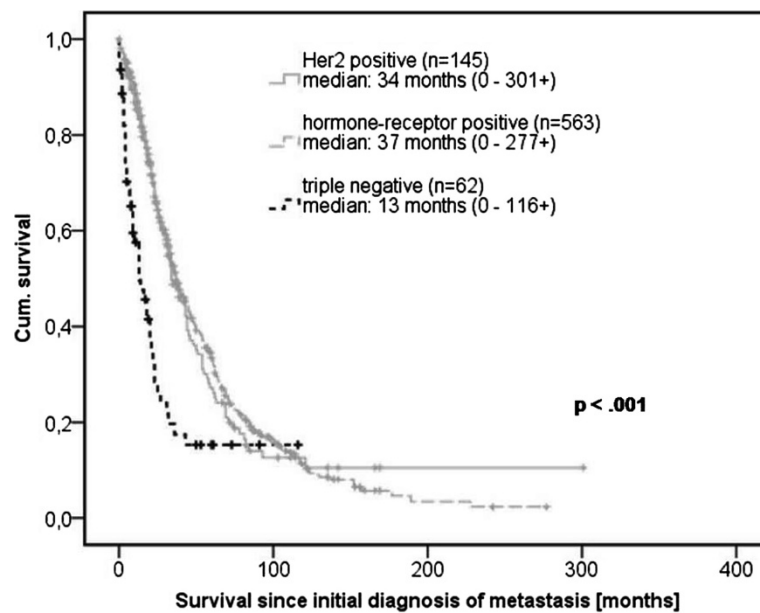 Her2 positive (n=145)
median: 34 months (0 - 301+)
hormone-receptor positive (n=563)
median: 37 months (0 - 277+)
triple negative (n=62)
median: 13 months (0 - 116+)
p < .001
Cum. survival
1,0
0,8
0,6
0,4
0,2
0,0
0 100 200 300 400
Survival since initial diagnosis of metastasis [months]